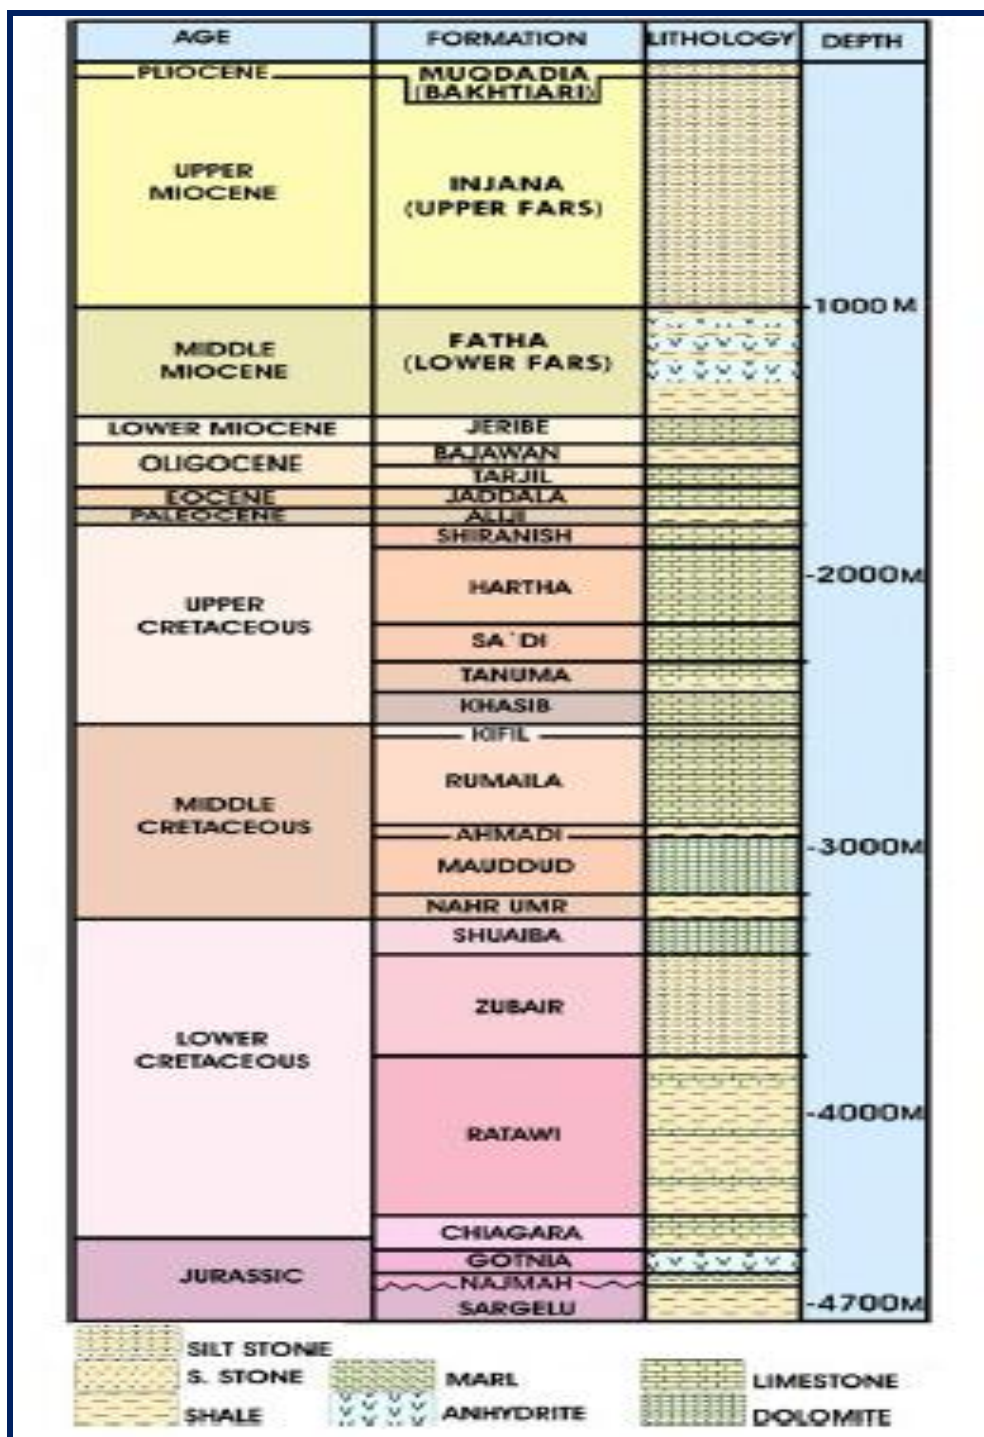 AGE FORMATION LITHOLOGY DEPTH
PLIOCENE MUQDADIA
(BAKHTIARI)
UPPER
MIOCENE
INJANA
(UPPER FARS)
-1000 M
MIDDLE
MIOCENE
FATHA
(LOWER FARS)
LOWER MIOCENE JERIBE
OLIGOCENE
BAJAWAN
TARJIL
EOCENE JADDALA
PALEOCENE ALIJI
UPPER
CRETACEOUS
SHIRANISH
HARTHA
-2000M
SA`DI
TANUMA
KHASIB
MIDDLE
CRETACEOUS
KIFIL
RUMAILA
AHMADI
-3000M
MAUDDUD
NAHR UMR
LOWER
CRETACEOUS
SHUAIBA
ZUBAIR
RATAWI
-4000M
CHIAGARA
JURASSIC
GOTNIA
NAJMAH
SARGELU
-4700M
SILT STONIE
S. STONE MARL LIMESTONE
SHALE ANHYDRITE DOLOMITE